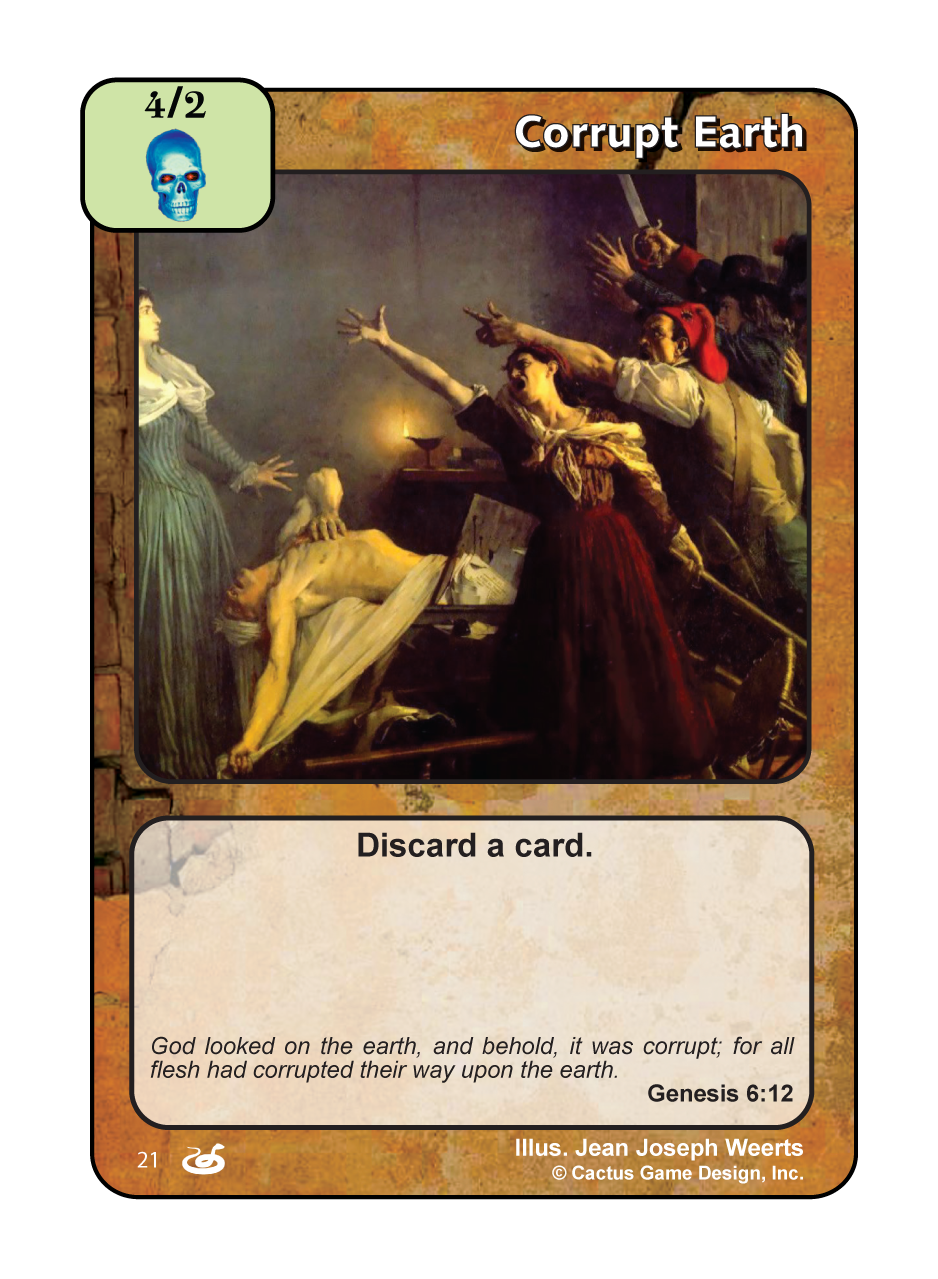 4/2
Corrupt Earth
Discard a card.
God looked on the earth, and behold, it was corrupt; for all
flesh had corrupted their way upon the earth.
Genesis 6:12
21
Illus. Jean Joseph Weerts
© Cactus Game Design, Inc.